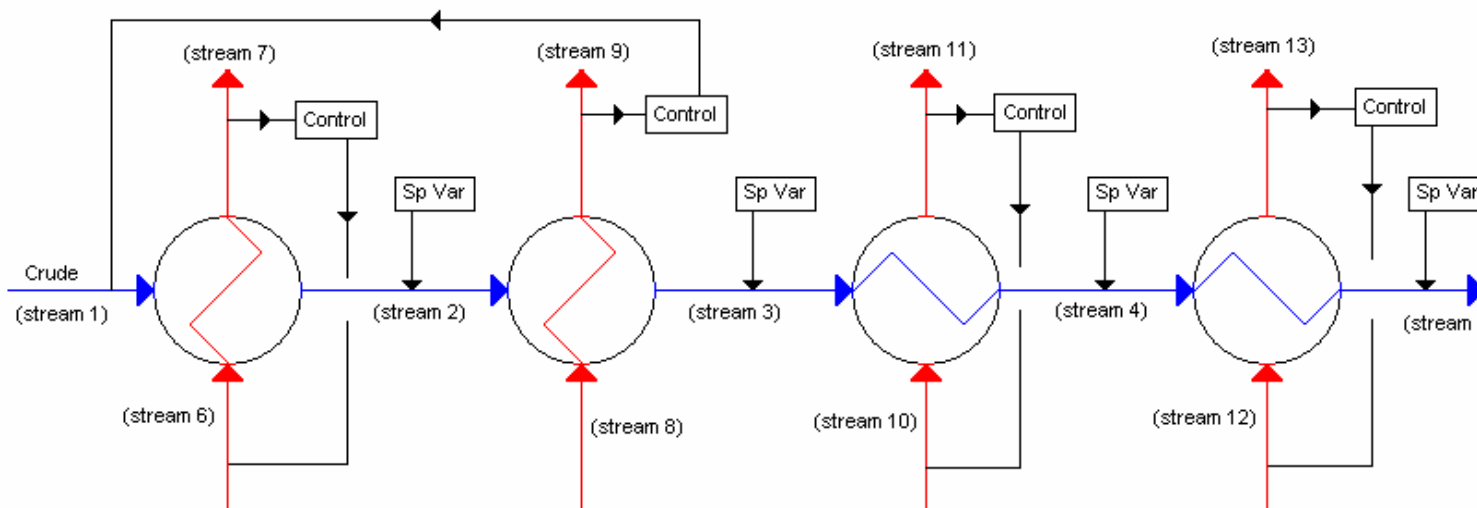 (stream 7)
(stream 9)
(stream 11)
(stream 13)
Control
Control
Control
Control
Sp Var
Sp Var
Sp Var
Sp Var
Crude
(stream 1)
(stream 2)
(stream 3)
(stream 4)
(stream
(stream 6)
(stream 8)
(stream 10)
(stream 12)